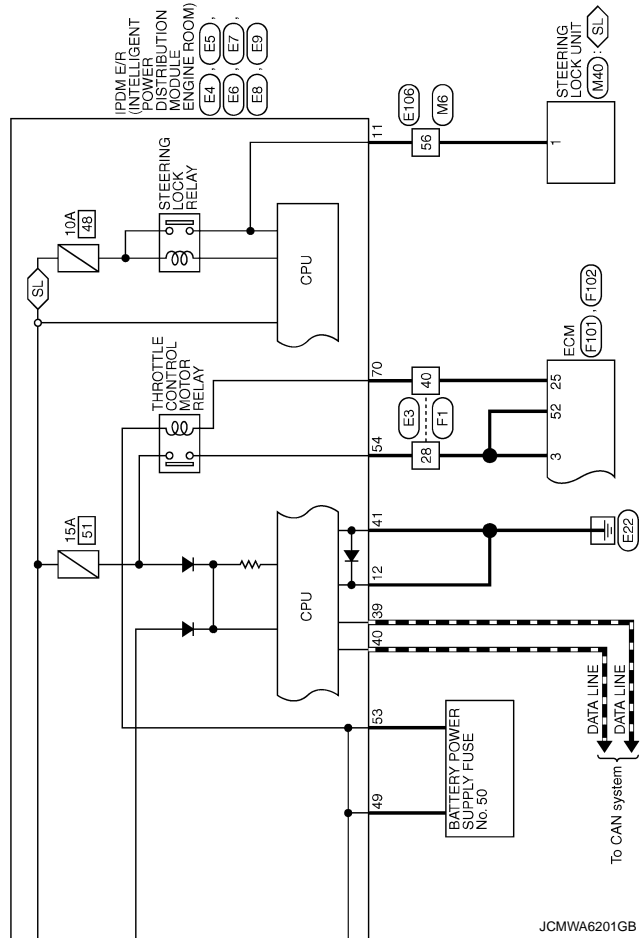 IPDM E/R
(INTELLIGENT
POWER
DISTRIBUTION
MODULE
ENGINE ROOM)
E4 , E5 ,
E6 , E7 ,
E8 , E9
SL
10A
48
STEERING
LOCK
RELAY
CPU
11
E106
56
M6
STEERING
LOCK UNIT
M40 : SL
1
THROTTLE
CONTROL
MOTOR
RELAY
70
54
40
E3
F1
28
ECM
F101 , F102
25
52
3
15A
51
CPU
41
12
39
40
E22
DATA LINE
DATA LINE
To CAN system
53
49
BATTERY POWER
SUPPLY FUSE
No. 50
JCMWA6201GB